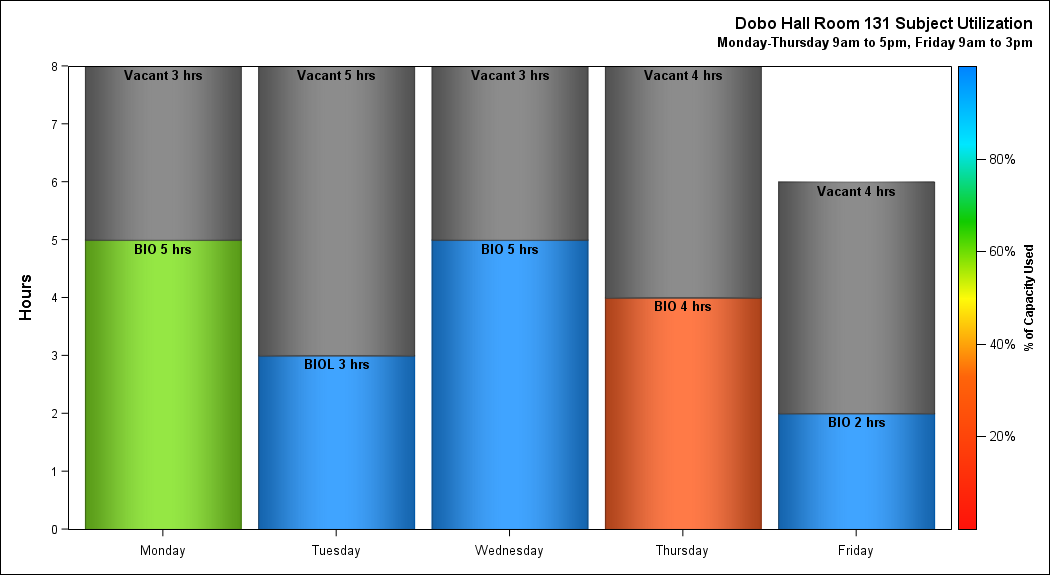 Dobo Hall Room 131 Subject Utilization
Monday-Thursday 9am to 5pm, Friday 9am to 3pm
Hours
8
7
6
5
4
3
2
1
0
Vacant 3 hrs
BIO 5 hrs
Vacant 5 hrs
BIOL 3 hrs
Vacant 3 hrs
BIO 5 hrs
Vacant 4 hrs
BIO 4 hrs
Vacant 4 hrs
BIO 2 hrs
Monday
Tuesday
Wednesday
Thursday
Friday
80%
60%
40%
20%
% of Capacity Used